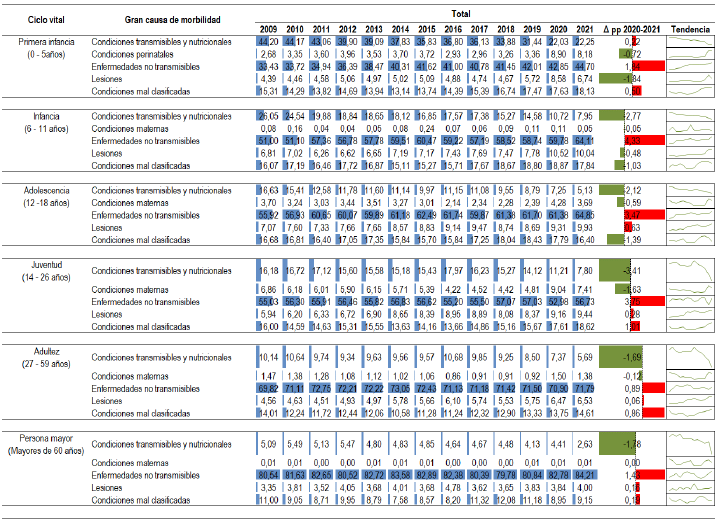 Ciclo vital Gran causa de morbilidad Total Δ pp 2020-2021 Tendencia
2009 2010 2011 2012 2013 2014 2015 2016 2017 2018 2019 2020 2021
Primera infancia (0 - 5años)
Condiciones transmisibles y nutricionales 44,20 44,17 43,06 39,90 39,09 37,83 35,83 36,80 36,13 33,88 31,44 22,03 22,25
Condiciones perinatales 2,68 3,35 3,60 3,96 3,53 3,70 3,72 2,93 2,96 3,26 3,36 8,90 8,18 -0,72
Enfermedades no transmisibles 33,43 33,72 34,94 36,39 38,47 40,31 41,62 41,00 40,78 41,45 42,01 42,85 44,70
Lesiones 4,39 4,46 4,58 5,06 4,97 5,02 5,09 4,88 4,74 4,67 5,72 8,58 6,74 -1,84
Condiciones mal clasificadas 15,31 14,29 13,82 14,69 13,94 13,14 13,74 14,39 15,39 16,74 17,47 17,63 18,13 0,50
Infancia (6 - 11 años)
Condiciones transmisibles y nutricionales 26,05 24,54 19,88 18,84 18,65 18,12 16,85 17,57 17,38 15,27 14,58 10,72 7,95 -2,77
Condiciones maternas 0,08 0,16 0,04 0,04 0,05 0,08 0,24 0,07 0,06 0,09 0,11 0,11 0,05 -0,05
Enfermedades no transmisibles 51,00 51,10 57,36 56,78 57,78 59,51 60,47 59,22 57,19 58,52 58,74 59,78 64,11 4,33
Lesiones 6,81 7,02 6,26 6,62 6,65 7,19 7,17 7,43 7,69 7,47 7,78 10,52 10,04 -0,48
Condiciones mal clasificadas 16,07 17,19 16,46 17,72 16,87 15,11 15,27 15,71 17,67 18,67 18,80 18,87 17,84 -1,03
Adolescencia (12 -18 años)
Condiciones transmisibles y nutricionales 16,63 15,41 12,58 11,78 11,60 11,14 9,97 11,15 11,08 9,55 8,79 7,25 5,13 -2,12
Condiciones maternas 3,70 3,24 3,03 3,44 3,51 3,27 3,01 2,14 2,34 2,28 2,39 4,28 3,69 -0,59
Enfermedades no transmisibles 55,92 56,93 60,65 60,07 59,89 61,18 62,49 61,74 59,87 61,38 61,70 61,38 64,85 3,47
Lesiones 7,07 7,60 7,33 7,66 7,65 8,57 8,83 9,14 9,47 8,74 8,69 9,31 9,93 0,63
Condiciones mal clasificadas 16,68 16,81 16,40 17,05 17,35 15,84 15,70 15,84 17,25 18,04 18,43 17,79 16,40 -1,39
Juventud (14 - 26 años)
Condiciones transmisibles y nutricionales 16,18 16,72 17,12 15,60 15,58 15,18 15,43 17,97 16,23 15,27 14,12 11,21 7,80 -3,41
Condiciones maternas 6,86 6,18 6,01 5,90 6,15 5,71 5,39 4,22 4,52 4,42 4,81 9,04 7,41 -1,63
Enfermedades no transmisibles 55,03 56,30 55,91 56,46 55,82 56,83 56,62 55,20 55,50 57,07 57,03 52,98 56,73 3,75
Lesiones 5,94 6,20 6,33 6,72 6,90 8,65 8,39 8,95 8,89 8,08 8,37 9,16 9,44 0,28
Condiciones mal clasificadas 16,00 14,59 14,63 15,31 15,55 13,63 14,16 13,66 14,86 15,16 15,67 17,61 18,62 1,01
Adultez (27 - 59 años)
Condiciones transmisibles y nutricionales 10,14 10,64 9,74 9,34 9,63 9,56 9,57 10,68 9,85 9,25 8,50 7,37 5,69 -1,69
Condiciones maternas 1,47 1,38 1,28 1,08 1,12 1,02 1,06 0,86 0,91 0,91 0,92 1,50 1,38 -0,12
Enfermedades no transmisibles 69,82 71,11 72,75 72,21 72,22 73,05 72,43 71,13 71,18 71,42 71,50 70,90 71,79 0,89
Lesiones 4,56 4,63 4,51 4,93 4,97 5,78 5,66 6,10 5,74 5,53 5,75 6,47 6,53 0,06
Condiciones mal clasificadas 14,01 12,24 11,72 12,44 12,06 10,58 11,28 11,24 12,32 12,90 13,33 13,75 14,61 0,86
Persona mayor (Mayores de 60 años)
Condiciones transmisibles y nutricionales 5,09 5,49 5,13 5,47 4,80 4,83 4,85 4,64 4,67 4,48 4,13 4,41 2,63 -1,78
Condiciones maternas 0,01 0,00 0,01 0,02 0,01 0,01 0,01 0,01 0,00 0,01 0,01 0,00 0,00 0,00
Enfermedades no transmisibles 80,54 81,63 82,65 80,52 82,72 83,58 82,89 82,38 80,39 79,78 80,84 82,78 84,21
Lesiones 3,35 3,81 3,52 4,05 3,68 4,01 3,68 4,78 3,62 3,65 3,83 3,84 4,00 0,16
Condiciones mal clasificadas 11,00 9,05 8,71 9,95 8,79 7,58 8,57 8,20 11,32 12,08 11,18 8,95 9,15